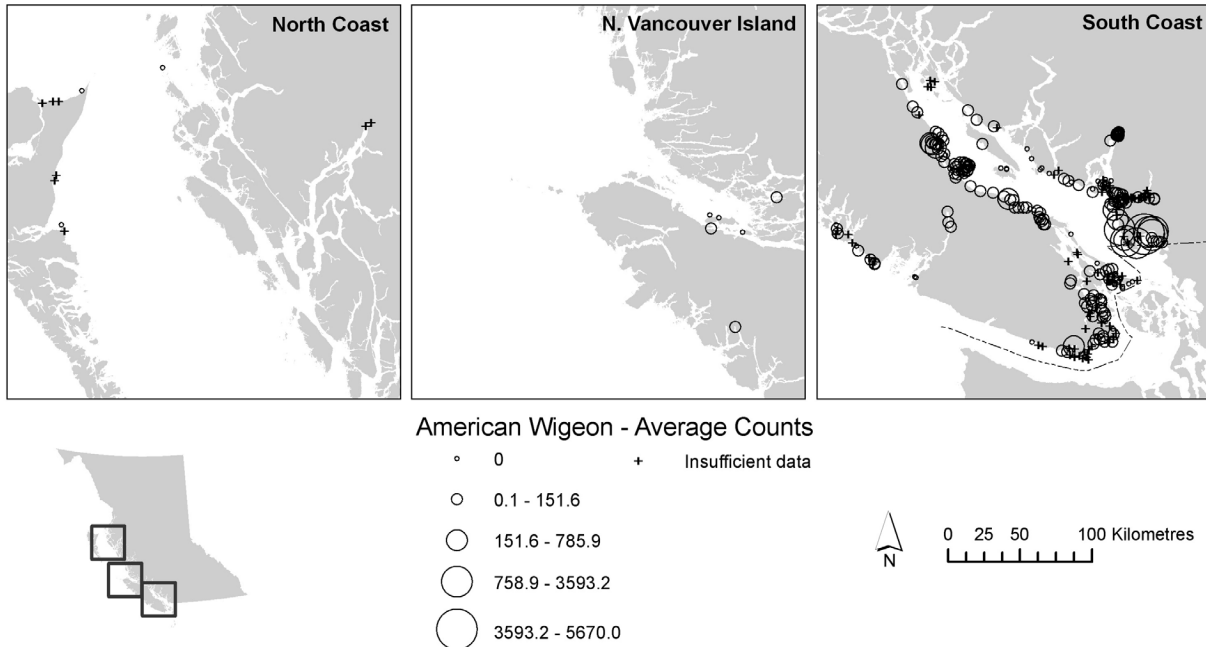 North Coast
N. Vancouver Island
South Coast
American Wigeon - Average Counts
0
+ Insufficient data
0.1 - 151.6
151.6 - 785.9
758.9 - 3593.2
3593.2 - 5670.0
N
0 25 50 100 Kilometres